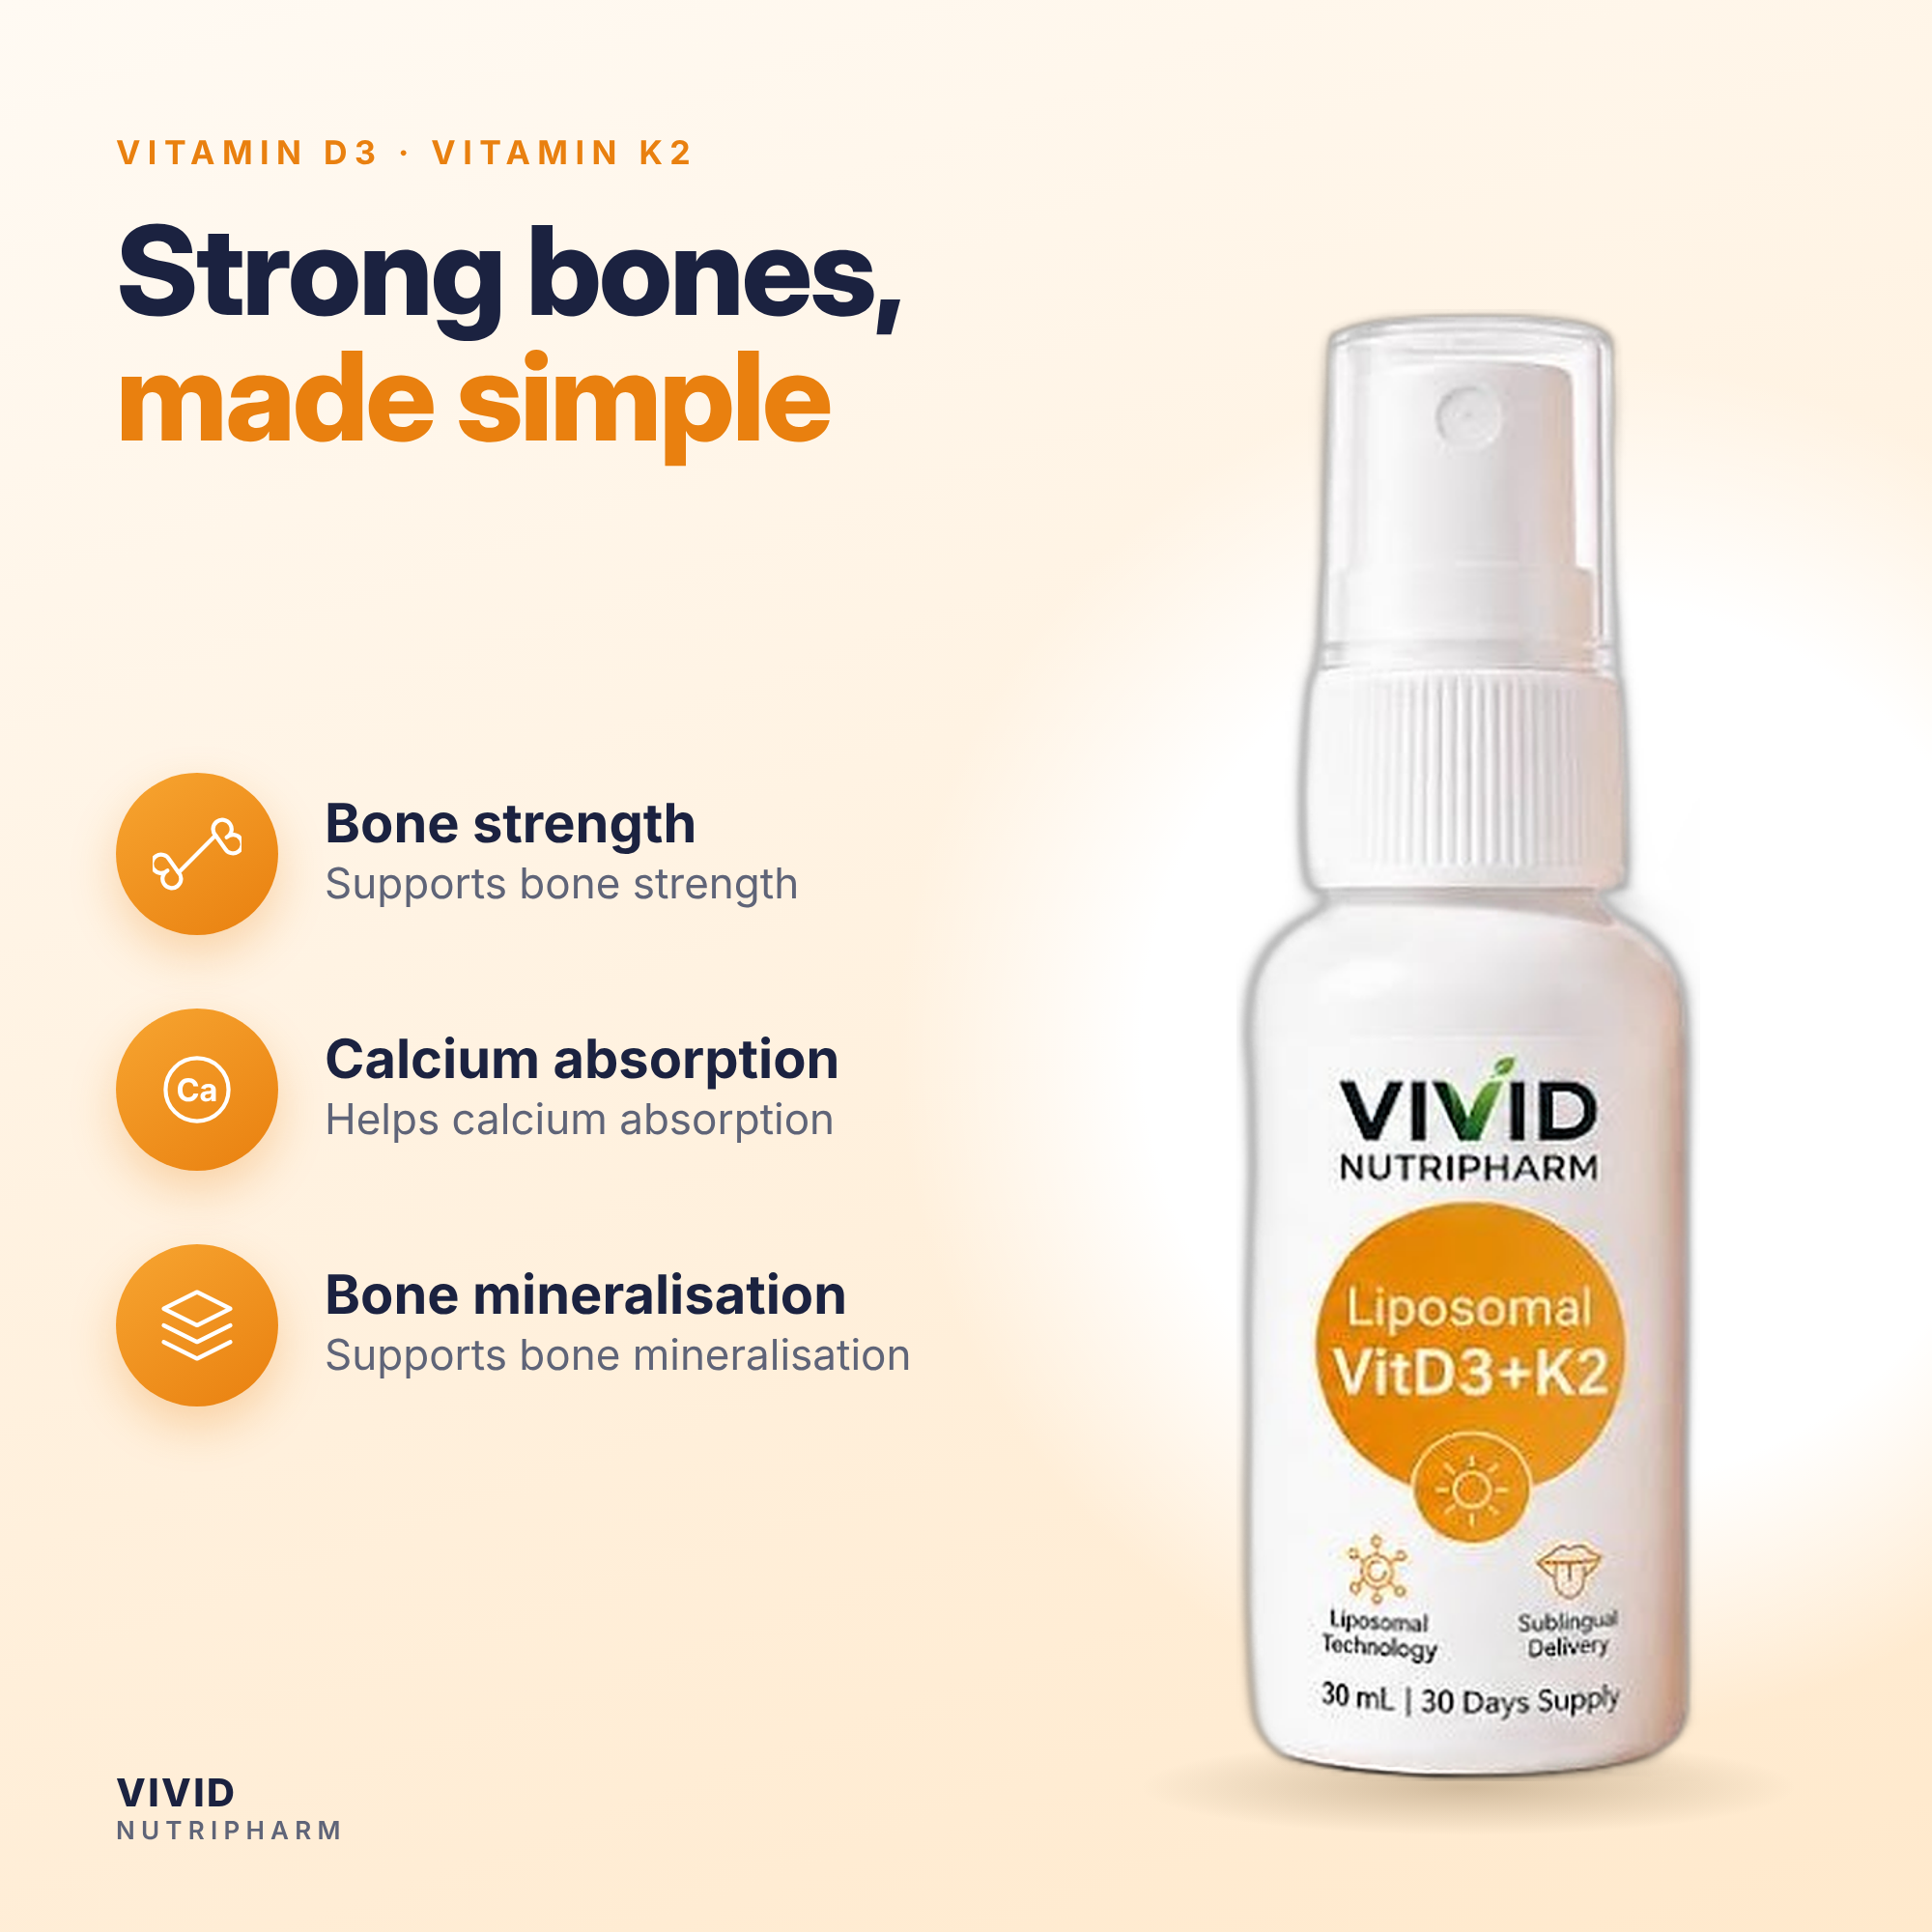 VITAMIN D3 · VITAMIN K2
Strong bones,
made simple
Bone strength
Supports bone strength
Ca
Calcium absorption
Helps calcium absorption
Bone mineralisation
Supports bone mineralisation
VIVID
NUTRIPHARM
VIVID
NUTRIPHARM
Liposomal
VitD3+K2
Liposomal
Technology
Sublingual
Delivery
30 mL | 30 Days Supply